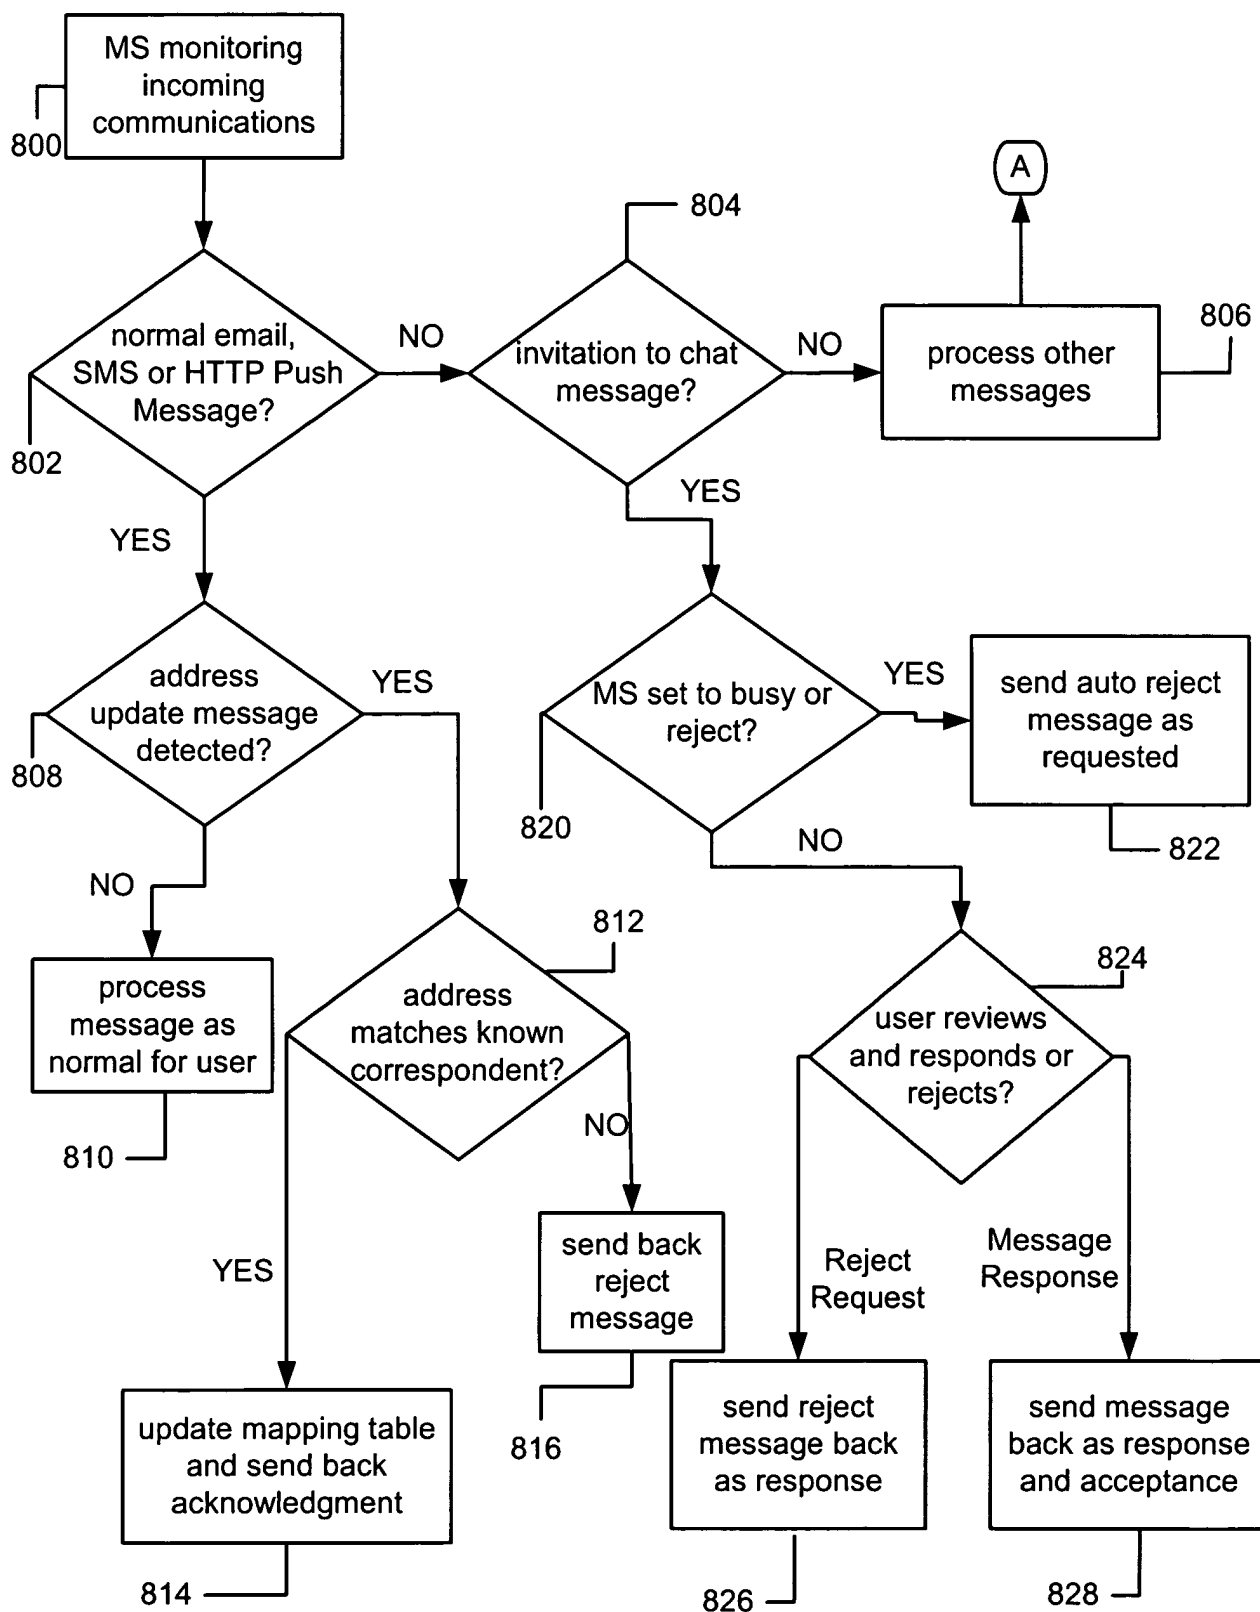 MS monitoring
incoming
communications
800
A
804
normal email,
SMS or HTTP Push
Message?
802
NO
invitation to chat
message?
NO
process other
messages
806
YES
YES
address
update message
detected?
808
YES
MS set to busy or
reject?
820
YES
send auto reject
message as
requested
822
NO
NO
812
824
process
message as
normal for user
810
address
matches known
correspondent?
user reviews
and responds or
rejects?
NO
YES
send back
reject
message
816
Reject
Request
Message
Response
update mapping table
and send back
acknowledgment
814
send reject
message back
as response
826
send message
back as response
and acceptance
828